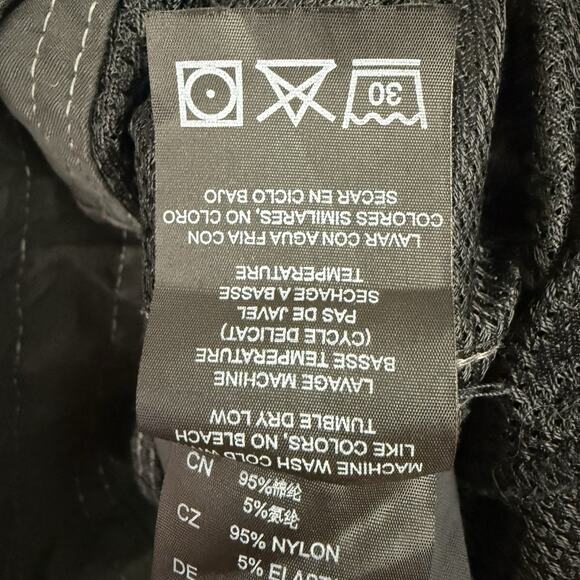 MACHINE WASH COLD
LIKE COLORS, NO BLEACH
TUMBLE DRY LOW
LAVAGE MACHINE
BASSE TEMPERATURE
(CYCLE DELICAT)
PAS DE JAVEL
SECHAGE A BASSE
TEMPERATURE
LAVAR CON AGUA FRIA CON
COLORES SIMILARES, NO CLORO
SECAR EN CICLO BAJO
30
CN 95%锦纶
5%氨纶
CZ 95% NYLON
DE 5%